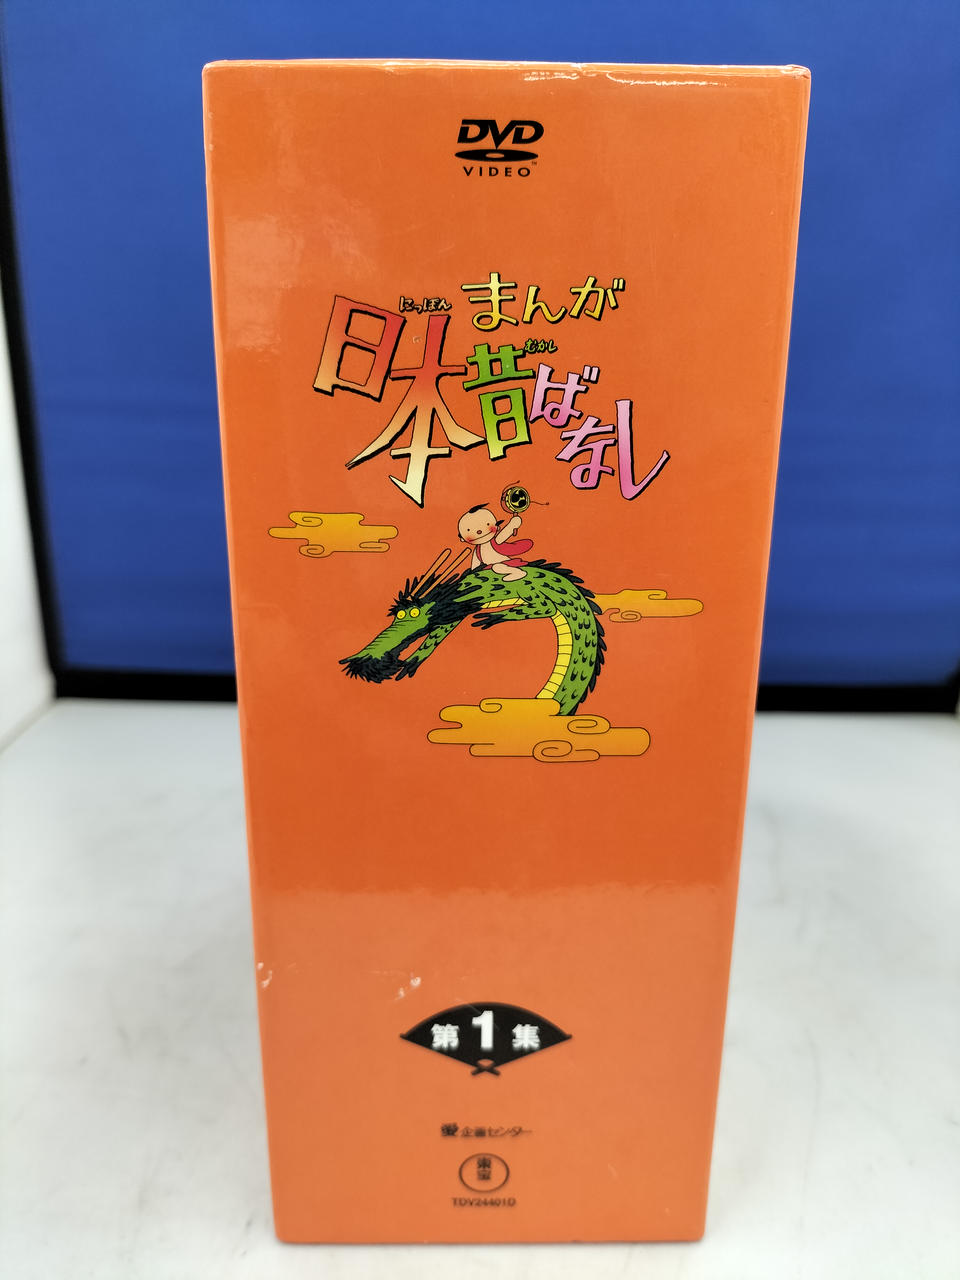 DVD
VIDEO™
まんが
にっぽん
日本
むかし
昔ばなし
第1集
愛企画センター
東宝
TDV24401D